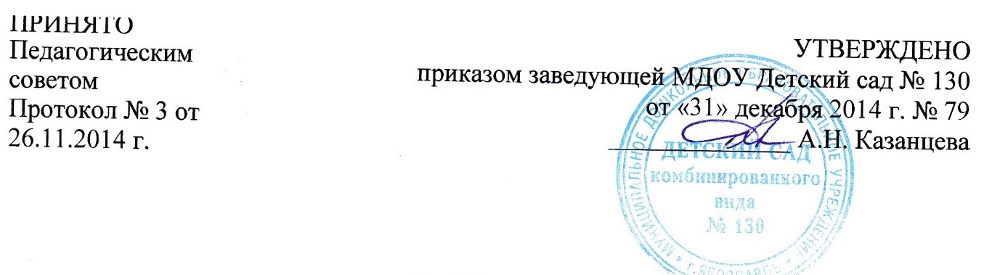 ПРИНЯТО
Педагогическим
советом
Протокол № 3 от
26.11.2014 г.
УТВЕРЖДЕНО
приказом заведующей МДОУ Детский сад № 130
от «31» декабря 2014 г. № 79
А.Н. Казанцева
МУНИЦИПАЛЬНОЕ ДОШКОЛЬНОЕ ОБРАЗОВАТЕЛЬНОЕ УЧРЕЖДЕНИЕ
ДЕТСКИЙ САД
комбинированного
вида
№ 130
г. ЯРОСЛАВЛЬ